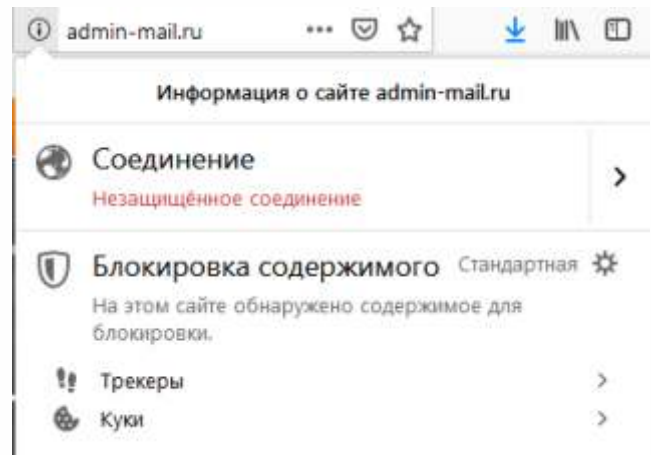 admin-mail.ru
Информация о сайте admin-mail.ru
Соединение
Незащищённое соединение
Блокировка содержимого Стандартная
На этом сайте обнаружено содержимое для
блокировки.
Трекеры
Куки